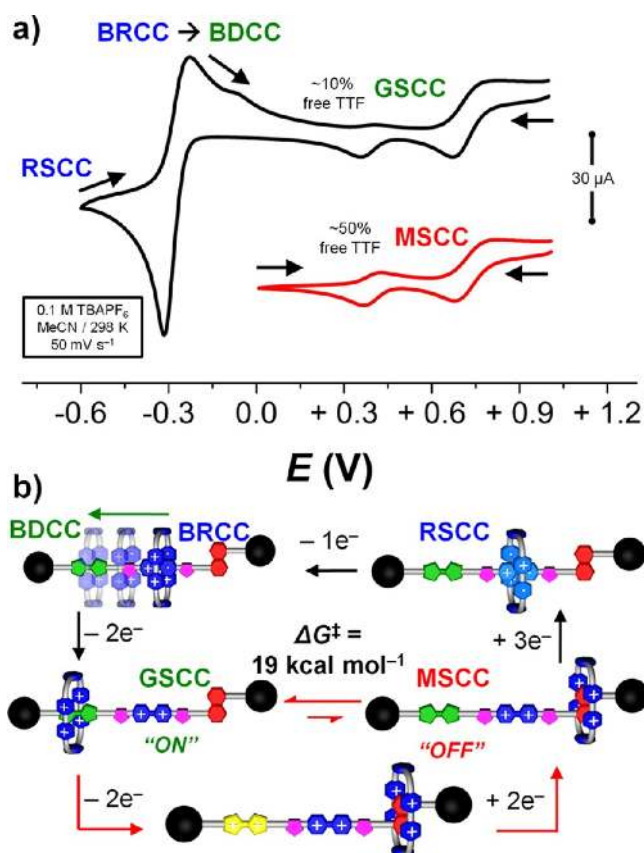 a)
BRCC → BDCC
~10%
free TTF
GSCC
RSCC
30 µA
~50%
free TTF
MSCC
0.1 M TBAPF₆
MeCN / 298 K
50 mV s⁻¹
-0.6 -0.3 0.0 + 0.3 + 0.6 + 0.9 + 1.2
E (V)
b)
BDCC BRCC RSCC
– 1e⁻
– 2e⁻ ΔG‡ = + 3e⁻
19 kcal mol⁻¹
GSCC MSCC
"ON" "OFF"
– 2e⁻ + 2e⁻